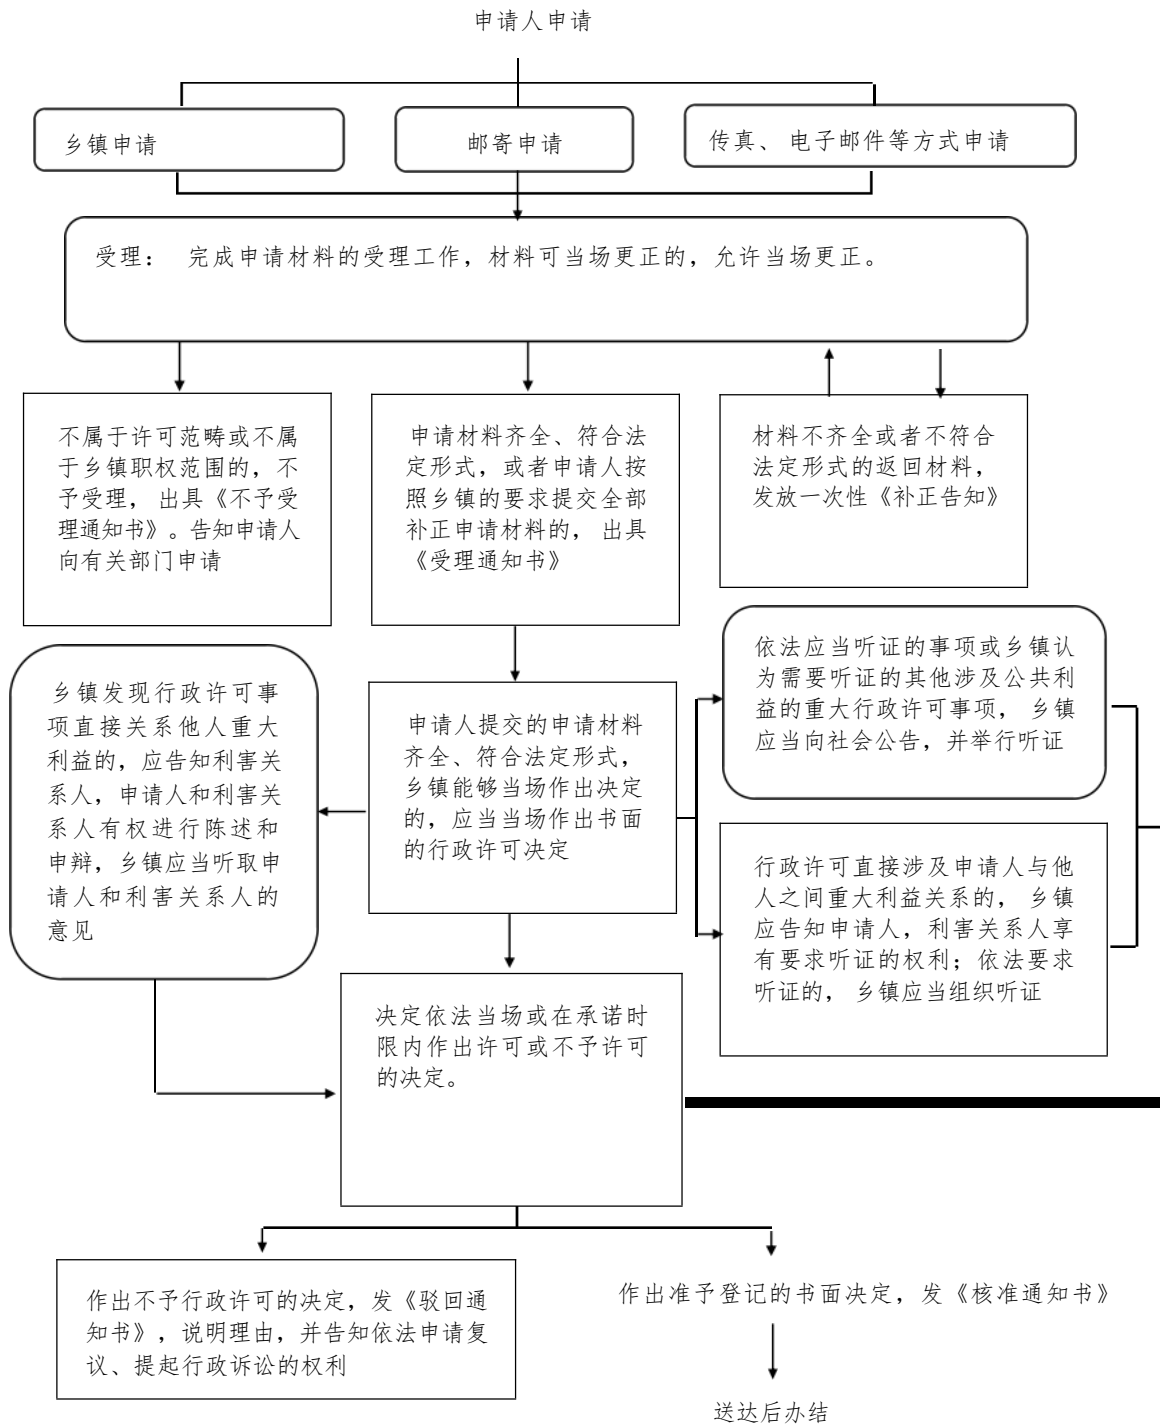 申请人申请
乡镇申请
邮寄申请
传真、电子邮件等方式申请
受理： 完成申请材料的受理工作，材料可当场更正的，允许当场更正。
不属于许可范畴或不属
于乡镇职权范围的，不
予受理，出具《不予受
理通知书》。告知申请人
向有关部门申请
申请材料齐全、符合法
定形式，或者申请人按
照乡镇的要求提交全部
补正申请材料的，出具
《受理通知书》
材料不齐全或者不符合
法定形式的返回材料，
发放一次性《补正告知》
乡镇发现行政许可事
项直接关系他人重大
利益的，应告知利害关
系人，申请人和利害关
系人有权进行陈述和
申辩，乡镇应当听取申
请人和利害关系人的
意见
申请人提交的申请材料
齐全、符合法定形式，
乡镇能够当场作出决定
的，应当当场作出书面
的行政许可决定
依法应当听证的事项或乡镇认
为需要听证的其他涉及公共利
益的重大行政许可事项，乡镇
应当向社会公告，并举行听证
行政许可直接涉及申请人与他
人之间重大利益关系的，乡镇
应告知申请人，利害关系人享
有要求听证的权利；依法要求
听证的，乡镇应当组织听证
决定依法当场或在承诺时
限内作出许可或不予许可
的决定。
作出不予行政许可的决定，发《驳回通
知书》，说明理由，并告知依法申请复
议、提起行政诉讼的权利
作出准予登记的书面决定，发《核准通知书》
送达后办结